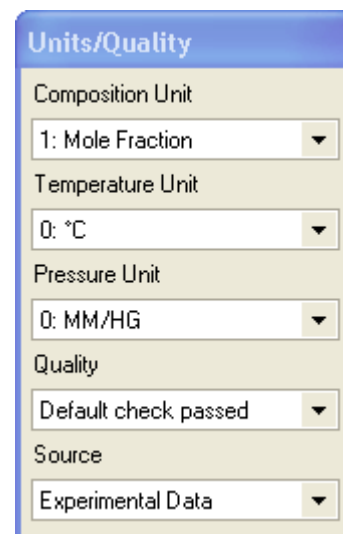 Units/Quality
Composition Unit
1: Mole Fraction
Temperature Unit
0: °C
Pressure Unit
0: MM/HG
Quality
Default check passed
Source
Experimental Data